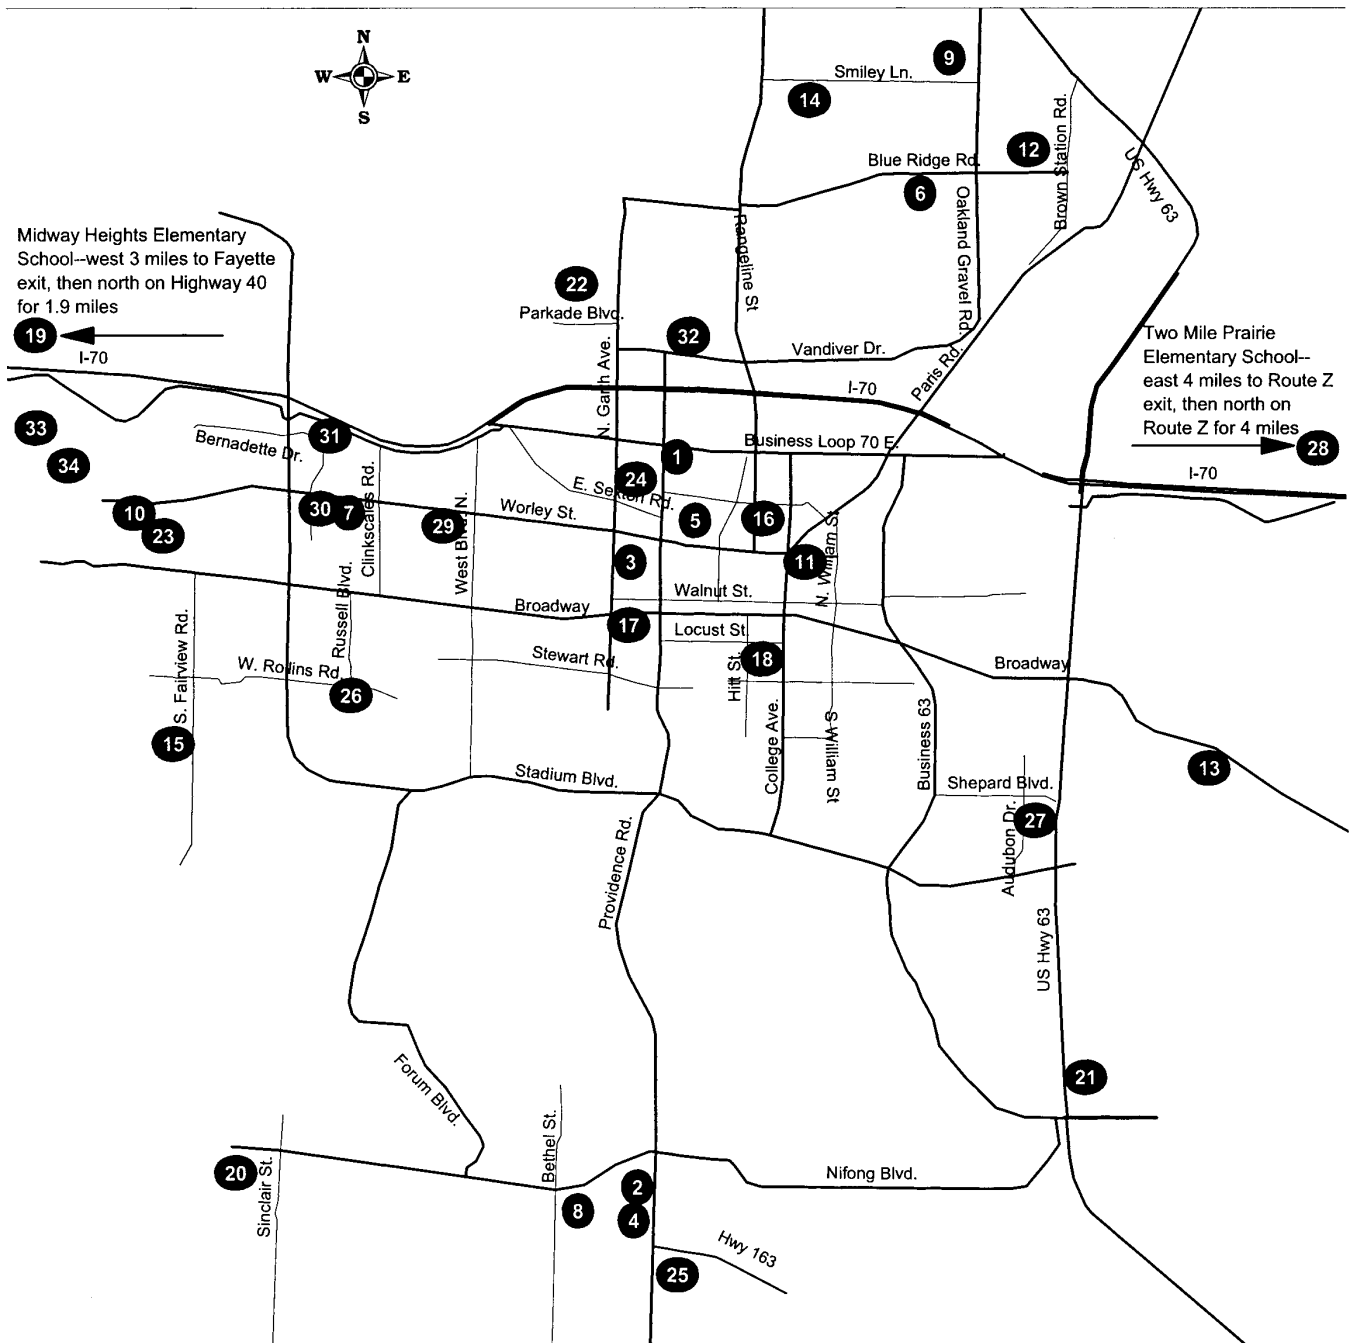 N
W E
S
9
Smiley Ln.
14
12
Brown Station Rd.
US Hwy 63
Blue Ridge Rd.
6
Oakland Gravel Rd.
Rangeline St
Midway Heights Elementary
School--west 3 miles to Fayette
exit, then north on Highway 40
for 1.9 miles
19
I-70
22
Parkade Blvd.
32
N. Garth Ave.
Vandiver Dr.
Paris Rd.
I-70
Two Mile Prairie
Elementary School--
east 4 miles to Route Z
exit, then north on
Route Z for 4 miles
28
I-70
33
34
Bernadette Dr.
31
Business Loop 70 E.
1
24
E. Sexton Rd.
10
23
30
7
Clinkscales Rd.
29
West Blvd. N.
Worley St.
5
16
3
11
N. William St
Walnut St.
Broadway
17
Locust St.
18
Hitt St.
Stewart Rd.
Russell Blvd.
S. Fairview Rd.
W. Rollins Rd.
26
15
Broadway
College Ave.
S William St
Business 63
13
Stadium Blvd.
Shepard Blvd.
27
Audubon Dr.
Providence Rd.
US Hwy 63
21
Forum Blvd.
Bethel St.
20
Sinclair St.
2
8
4
Nifong Blvd.
Hwy 163
25